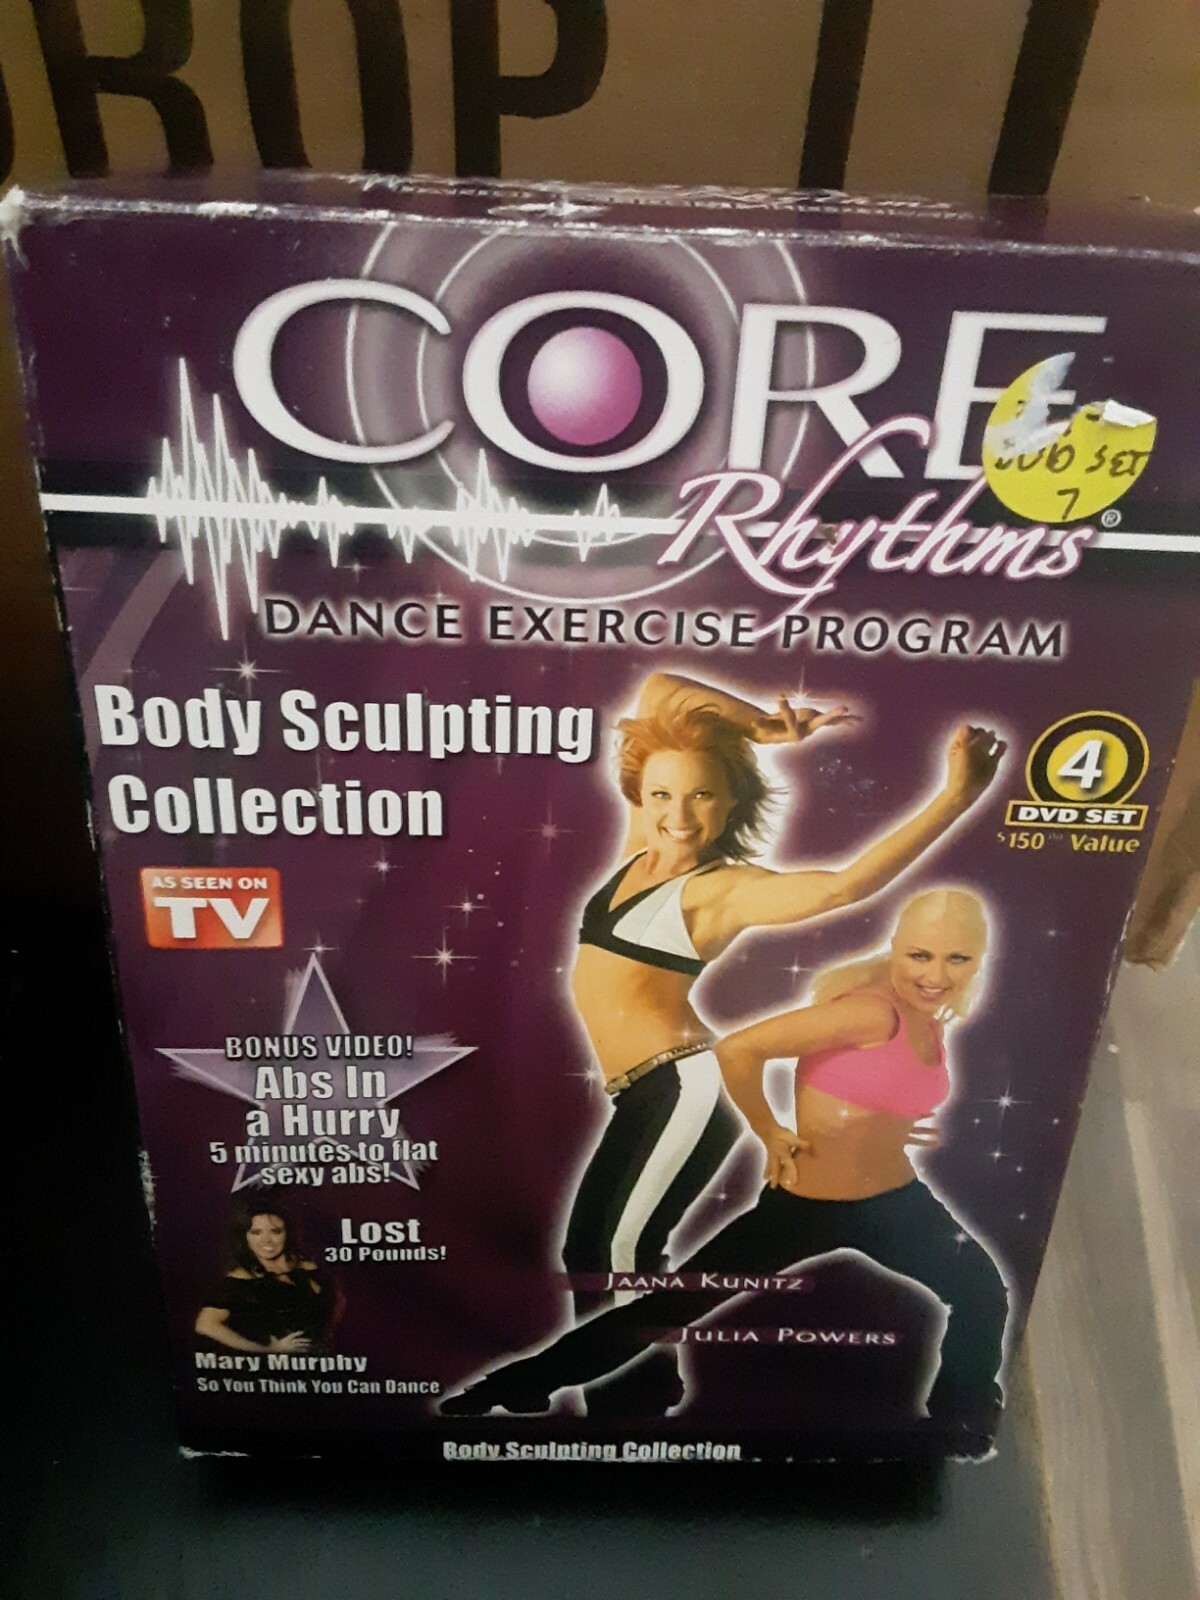 ROP
CORE
Rhythms®
SET
7
DANCE EXERCISE PROGRAM
Body Sculpting
Collection
4
DVD SET
$150 Value
AS SEEN ON
TV
BONUS VIDEO!
Abs In
a Hurry
5 minutes to flat
sexy abs!
Lost
30 Pounds!
JAANA KUNITZ
JULIA POWERS
Mary Murphy
So You Think You Can Dance
Body Sculpting Collection